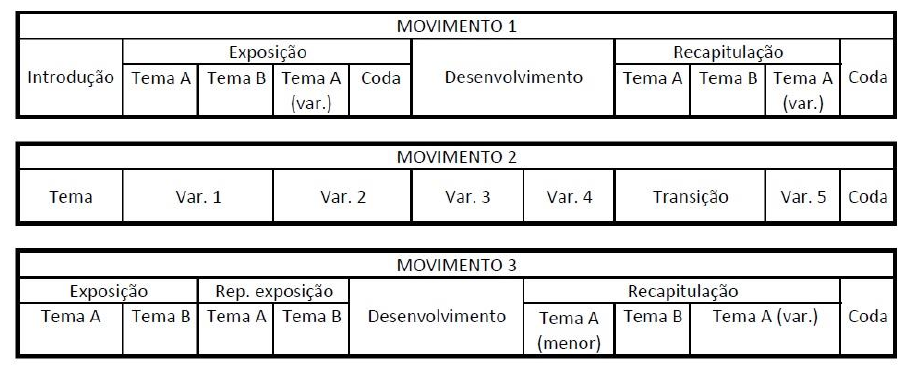 MOVIMENTO 1
Introdução
Exposição
Tema A
Tema B
Tema A
(var.)
Coda
Desenvolvimento
Recapitulação
Tema A
Tema B
Tema A
(var.)
Coda
MOVIMENTO 2
Tema
Var. 1
Var. 2
Var. 3
Var. 4
Transição
Var. 5
Coda
MOVIMENTO 3
Exposição
Tema A
Tema B
Rep. exposição
Tema A
Tema B
Desenvolvimento
Recapitulação
Tema A
(menor)
Tema B
Tema A (var.)
Coda